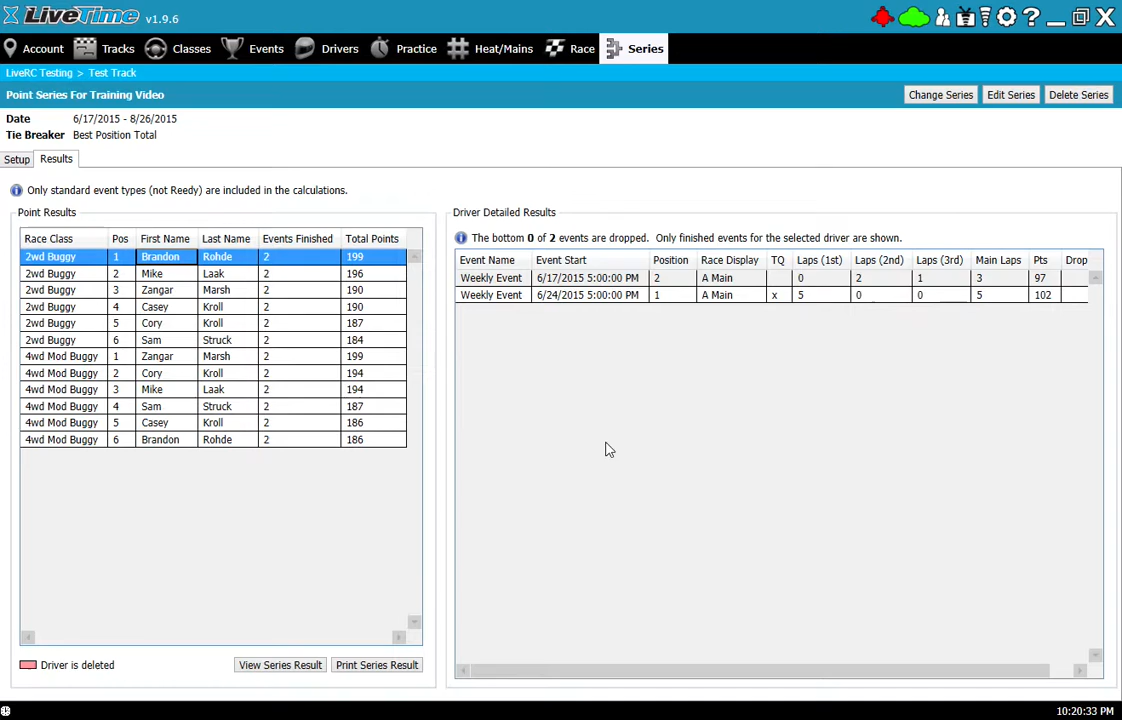 X LiveTime v1.9.6
Account Tracks Classes Events Drivers Practice Heat/Mains Race Series
LiveRC Testing > Test Track
Point Series For Training Video Change Series Edit Series Delete Series
Date 6/17/2015 - 8/26/2015
Tie Breaker Best Position Total
Setup Results
Only standard event types (not Reedy) are included in the calculations.
Point Results
Race Class Pos First Name Last Name Events Finished Total Points
2wd Buggy 1 Brandon Rohde 2 199
2wd Buggy 2 Mike Laak 2 196
2wd Buggy 3 Zangar Marsh 2 190
2wd Buggy 4 Casey Kroll 2 190
2wd Buggy 5 Cory Kroll 2 187
2wd Buggy 6 Sam Struck 2 184
4wd Mod Buggy 1 Zangar Marsh 2 199
4wd Mod Buggy 2 Cory Kroll 2 194
4wd Mod Buggy 3 Mike Laak 2 194
4wd Mod Buggy 4 Sam Struck 2 187
4wd Mod Buggy 5 Casey Kroll 2 186
4wd Mod Buggy 6 Brandon Rohde 2 186
Driver is deleted View Series Result Print Series Result
Driver Detailed Results
The bottom 0 of 2 events are dropped. Only finished events for the selected driver are shown.
Event Name Event Start Position Race Display TQ Laps (1st) Laps (2nd) Laps (3rd) Main Laps Pts Drop
Weekly Event 6/17/2015 5:00:00 PM 2 A Main 0 2 1 3 97
Weekly Event 6/24/2015 5:00:00 PM 1 A Main x 5 0 0 5 102
10:20:33 PM